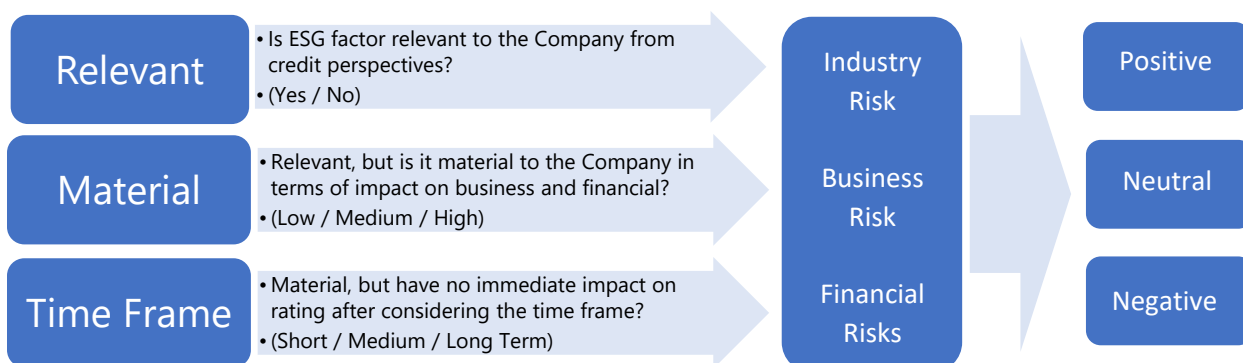 Relevant
• Is ESG factor relevant to the Company from
credit perspectives?
• (Yes / No)
Material
• Relevant, but is it material to the Company in
terms of impact on business and financial?
• (Low / Medium / High)
Time Frame
• Material, but have no immediate impact on
rating after considering the time frame?
• (Short / Medium / Long Term)
Industry
Risk
Business
Risk
Financial
Risks
Positive
Neutral
Negative